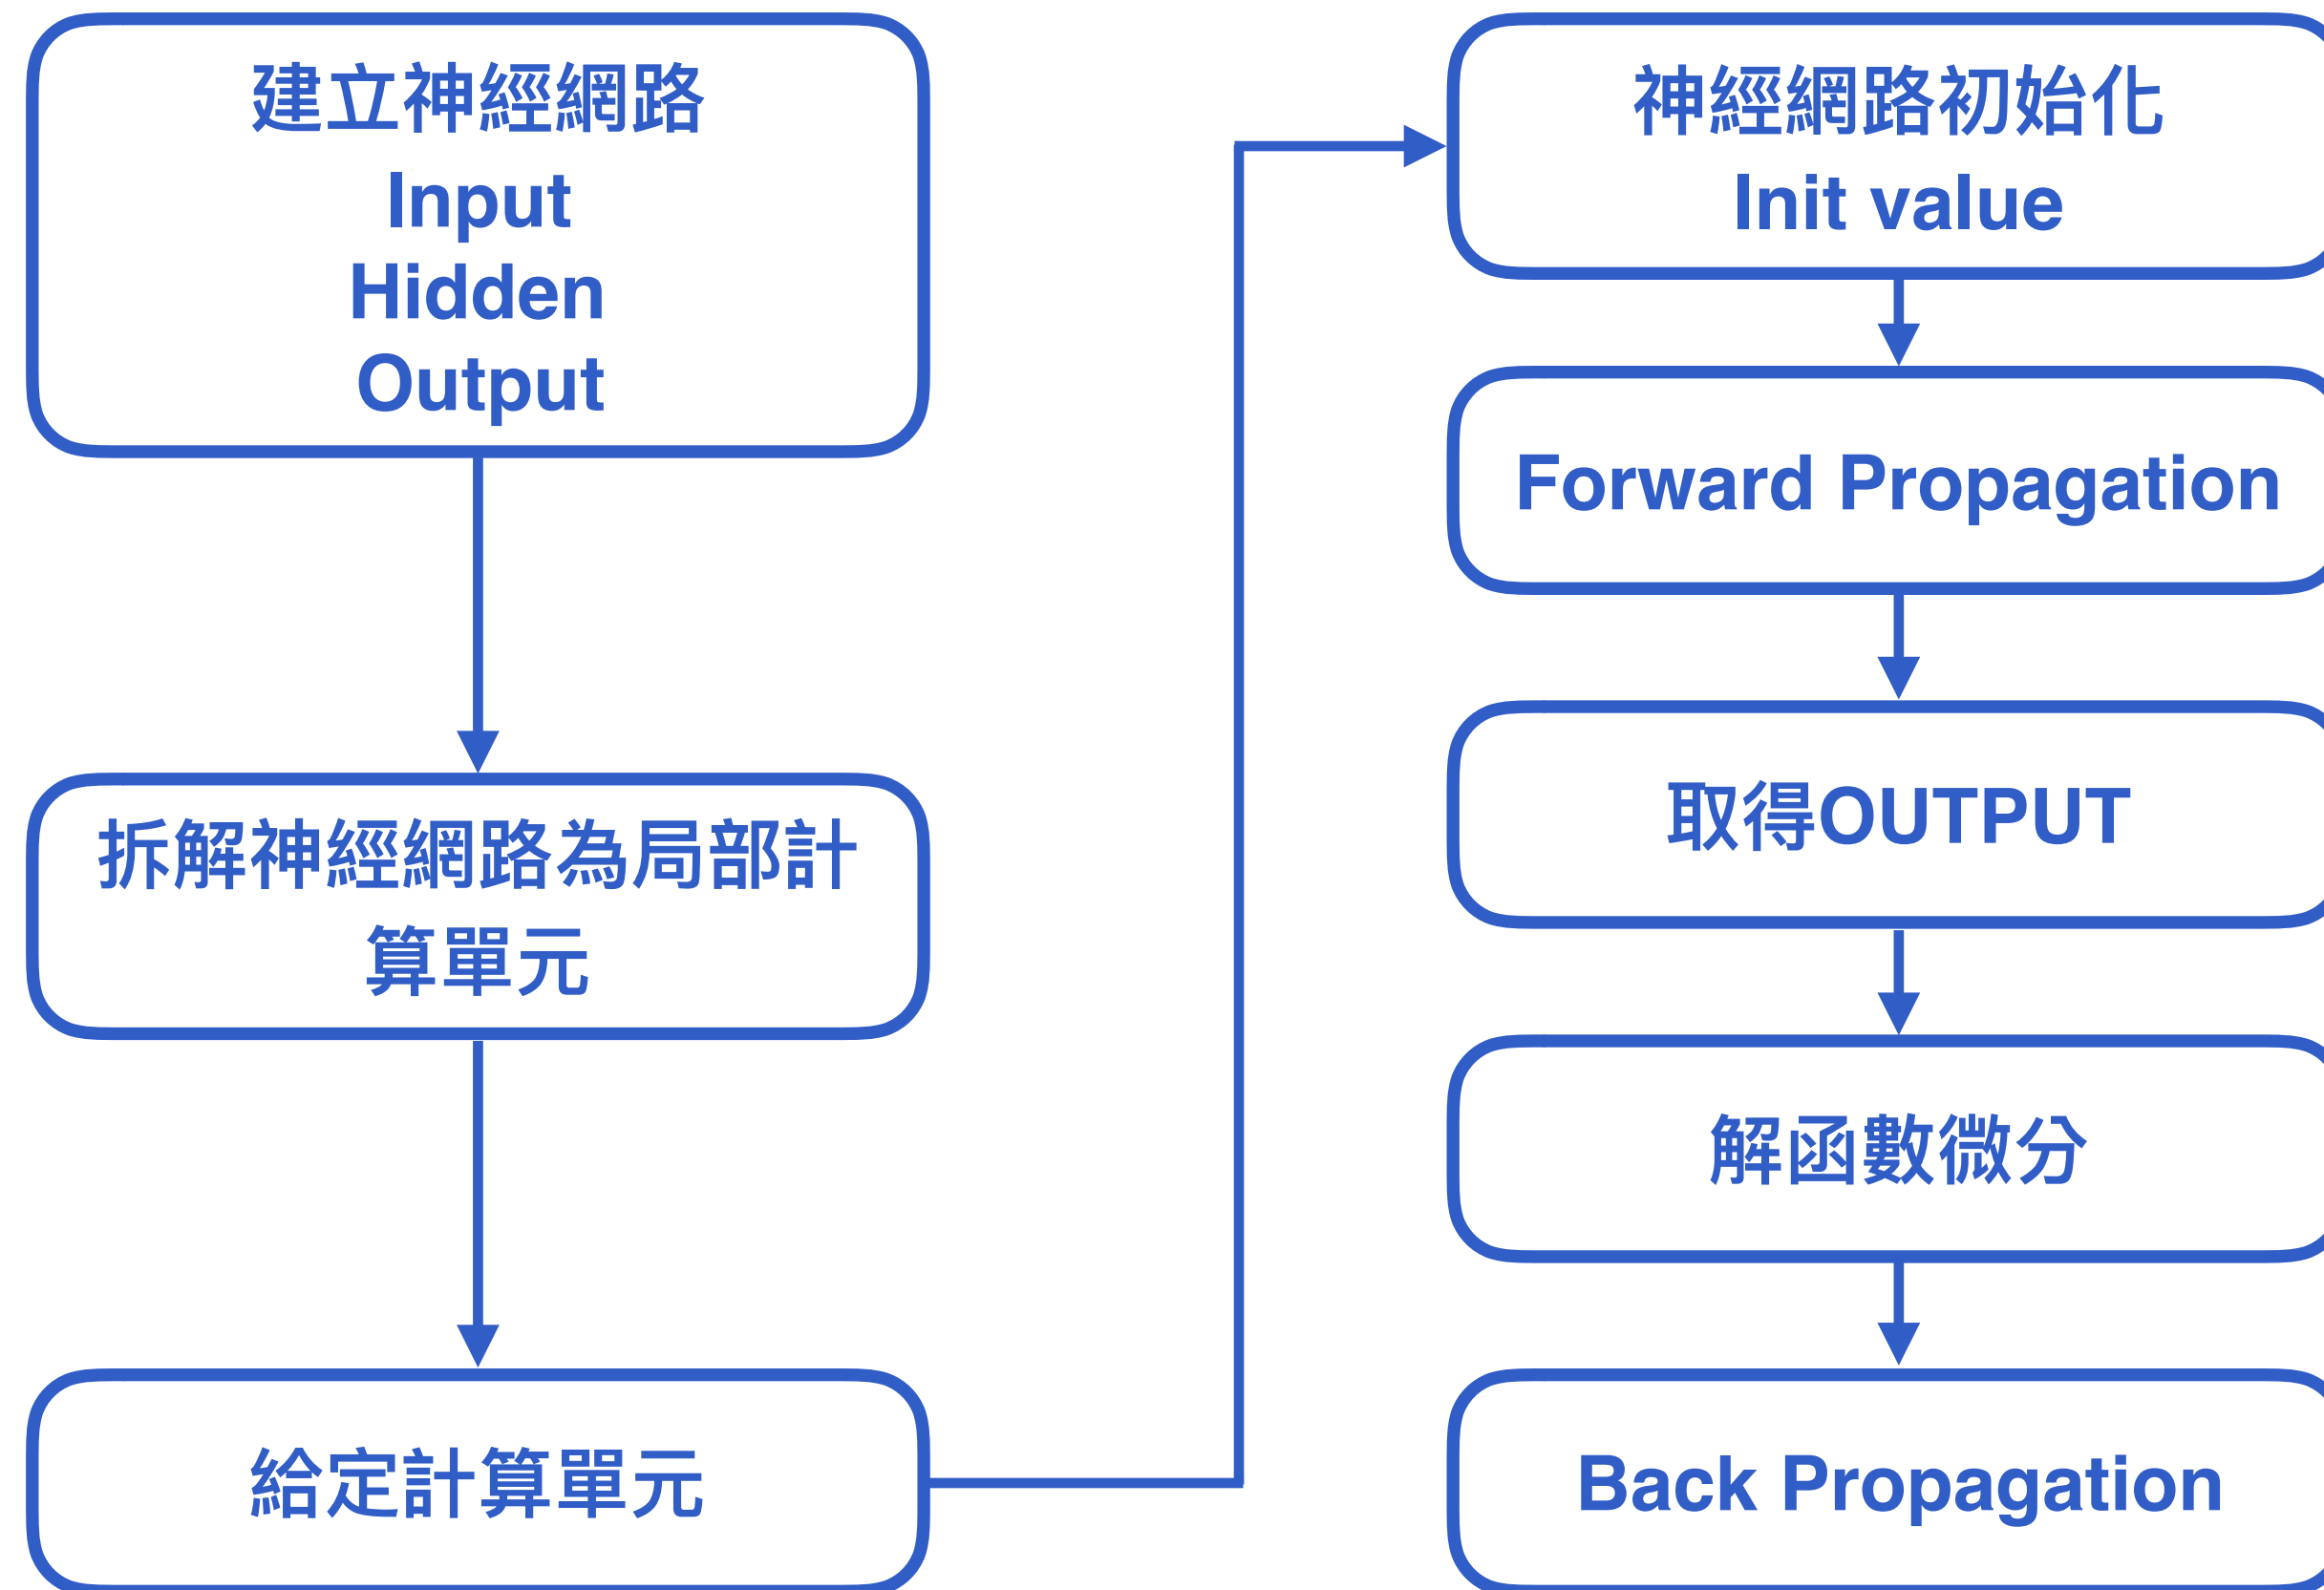 建立神經網路
Input
Hidden
Output
拆解神經網路為局部計
算單元
給定計算單元
神經網路初始化
Init value
Forward Propagation
取得OUTPUT
解函數微分
Back Propagation